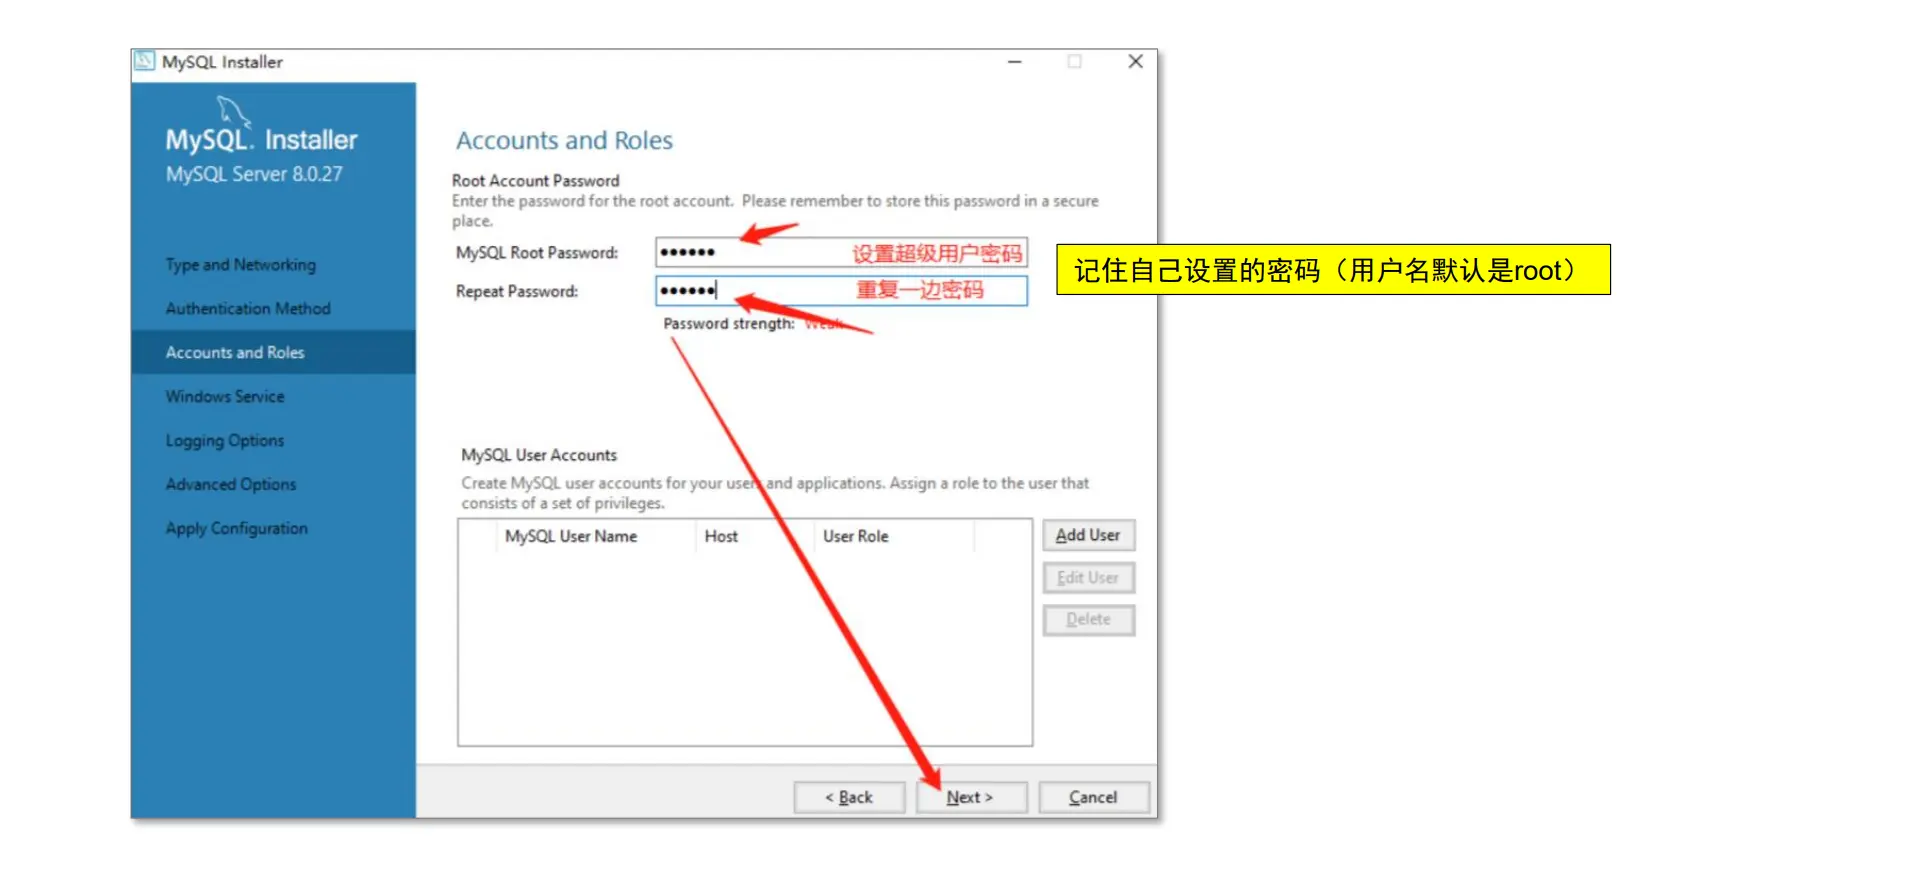 MySQL Installer
MySQL. Installer
MySQL Server 8.0.27
Type and Networking
Authentication Method
Accounts and Roles
Windows Service
Logging Options
Advanced Options
Apply Configuration
Accounts and Roles
Root Account Password
Enter the password for the root account. Please remember to store this password in a secure
place.
MySQL Root Password: ●●●●●● 设置超级用户密码
Repeat Password: ●●●●●● 重复一边密码
Password strength: Weak
记住自己设置的密码（用户名默认是root）
MySQL User Accounts
Create MySQL user accounts for your users and applications. Assign a role to the user that
consists of a set of privileges.
MySQL User Name Host User Role
Add User
Edit User
Delete
< Back Next > Cancel